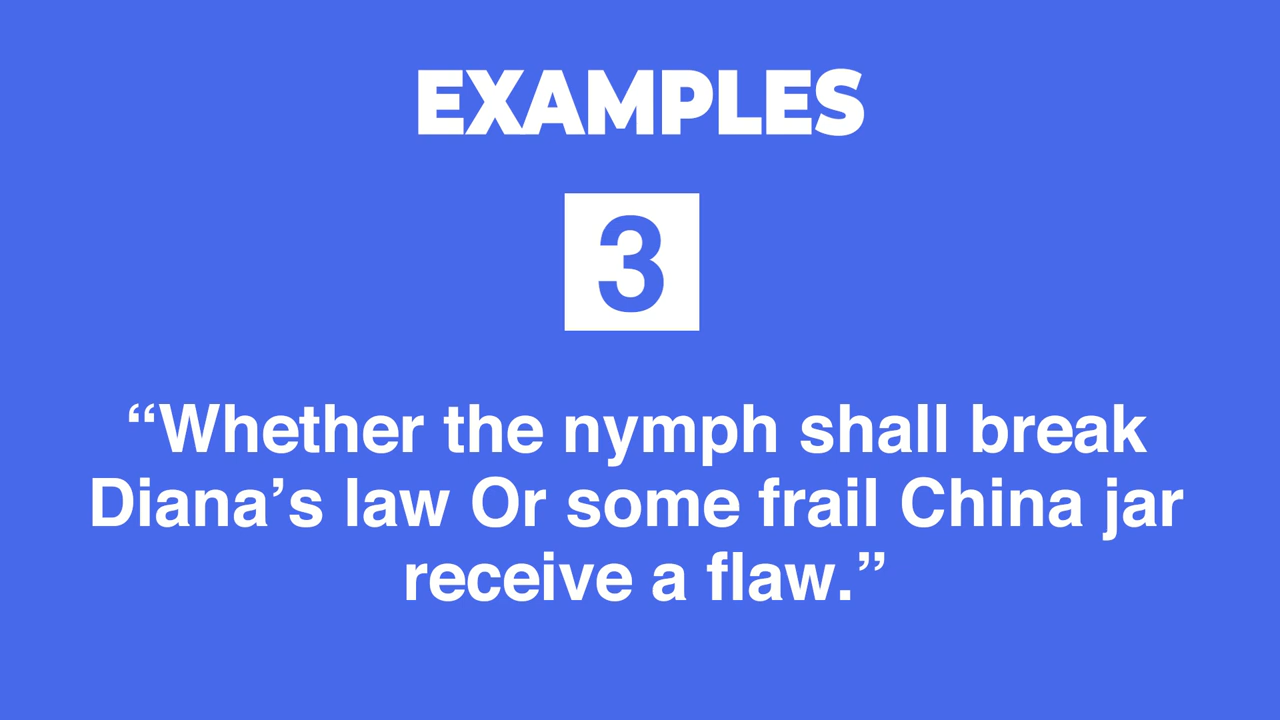 EXAMPLES
3
“Whether the nymph shall break
Diana’s law Or some frail China jar
receive a flaw.”